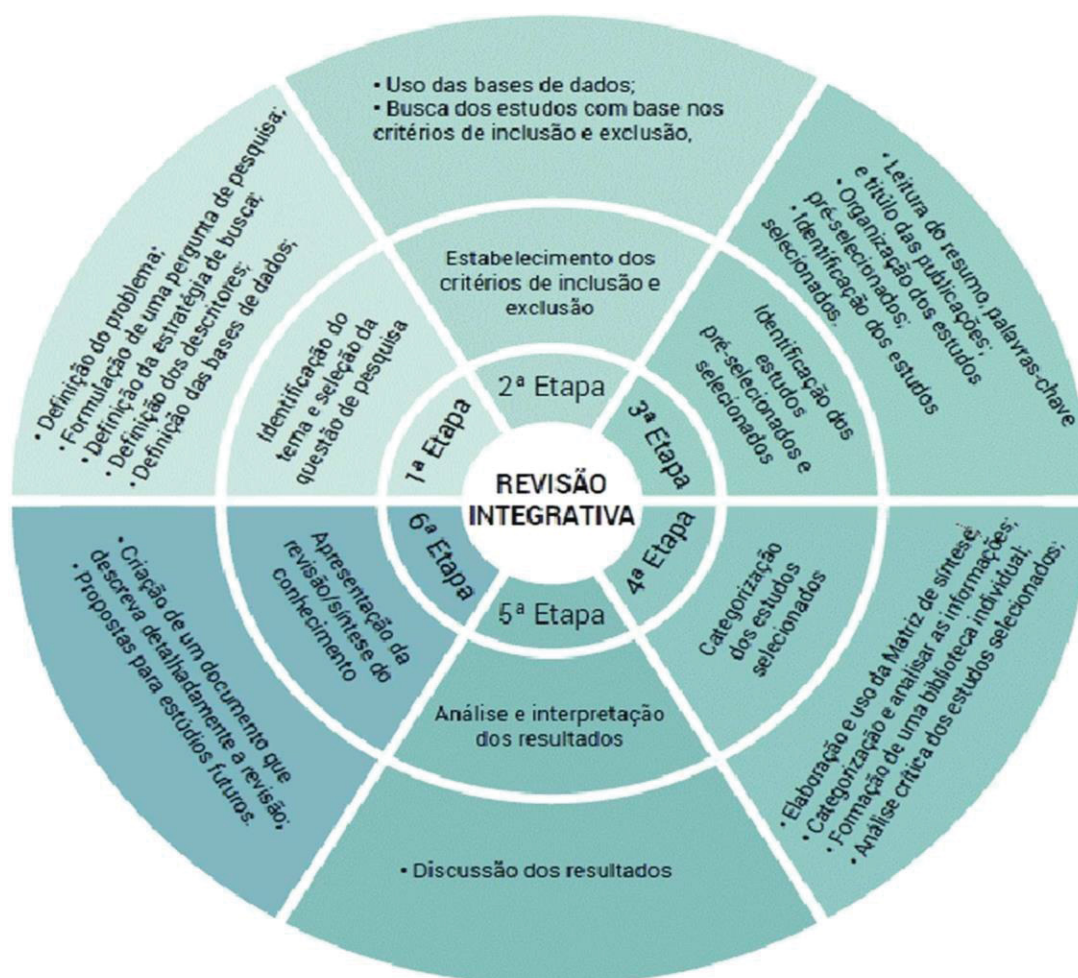 REVISÃO
INTEGRATIVA
1ª Etapa
Identificação do
tema e seleção da
questão de pesquisa
• Definição do problema;
• Formulação de uma pergunta de pesquisa;
• Definição da estratégia de busca;
• Definição dos descritores;
• Definição das bases de dados;
2ª Etapa
Estabelecimento dos
critérios de inclusão e
exclusão
• Uso das bases de dados;
• Busca dos estudos com base nos
critérios de inclusão e exclusão,
3ª Etapa
Identificação dos
estudos
pré-selecionados e
selecionados
• Leitura do resumo, palavras-chave
e título das publicações;
• Organização dos estudos
pré-selecionados;
• Identificação dos estudos
selecionados,
4ª Etapa
Categorização
dos estudos
selecionados
• Elaboração e uso da Matriz de síntese;
• Categorização e analisar as informações;
• Formação de uma biblioteca individual;
• Análise crítica dos estudos selecionados;
5ª Etapa
Análise e interpretação
dos resultados
• Discussão dos resultados
6ª Etapa
Apresentação da
revisão/síntese do
conhecimento
• Criação de um documento que
descreva detalhadamente a revisão;
• Propostas para estúdios futuros.